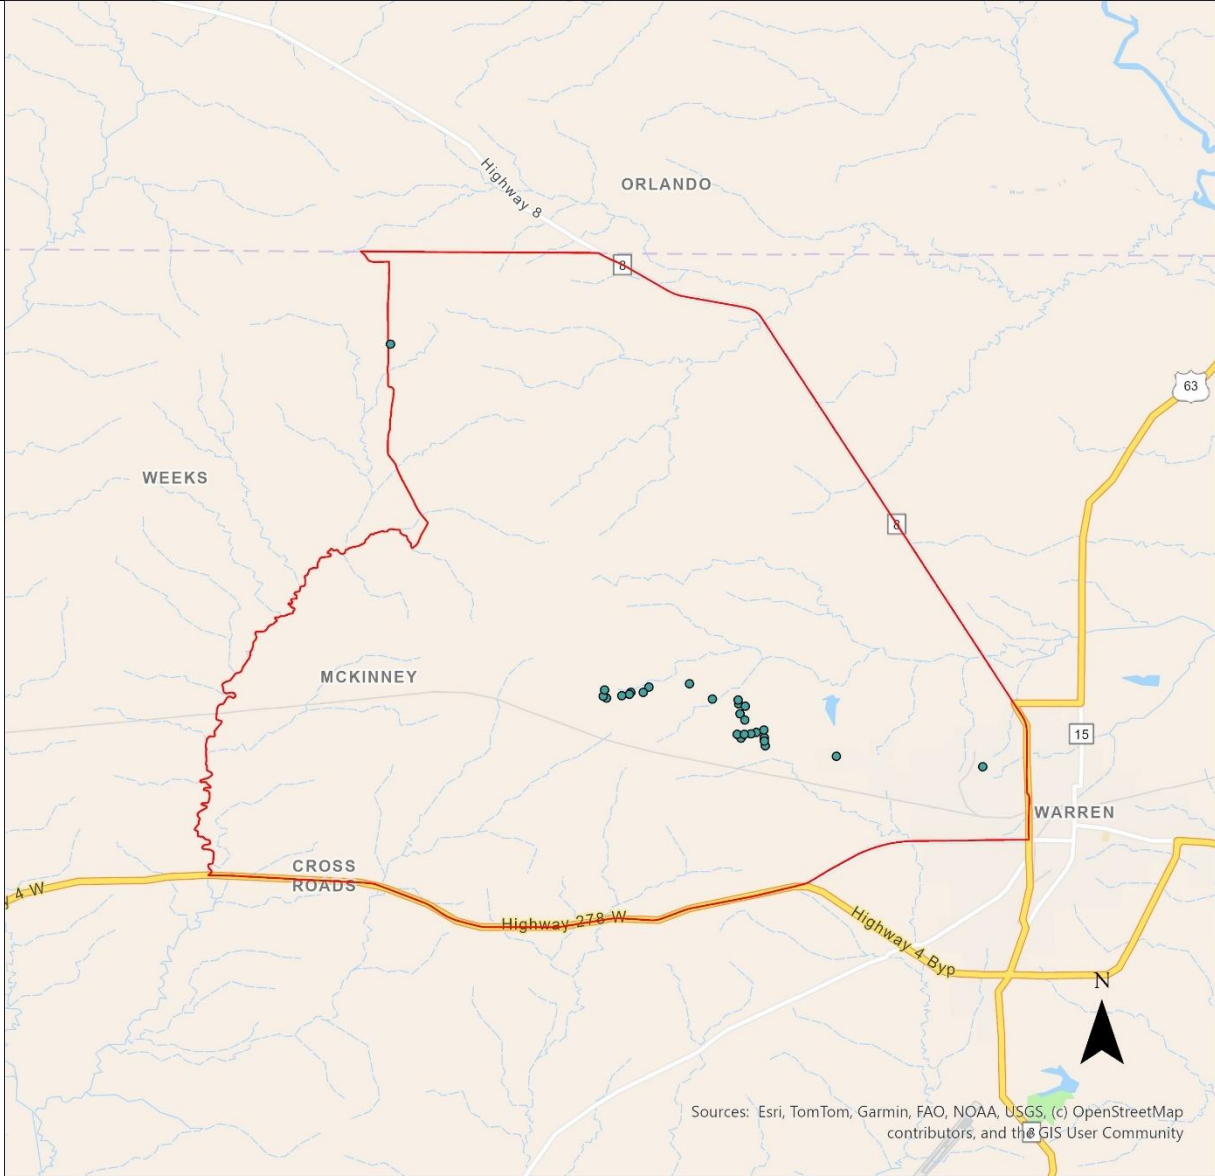 Highway 8
ORLANDO
8
63
WEEKS
8
MCKINNEY
15
WARREN
CROSS
ROADS
4 W
Highway 278 W
Highway 4 Byp
N
Sources: Esri, TomTom, Garmin, FAO, NOAA, USGS, (c) OpenStreetMap
contributors, and the GIS User Community
8